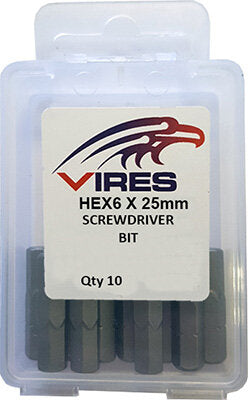 VIRES
HEX6 X 25mm
SCREWDRIVER
BIT
Qty 10